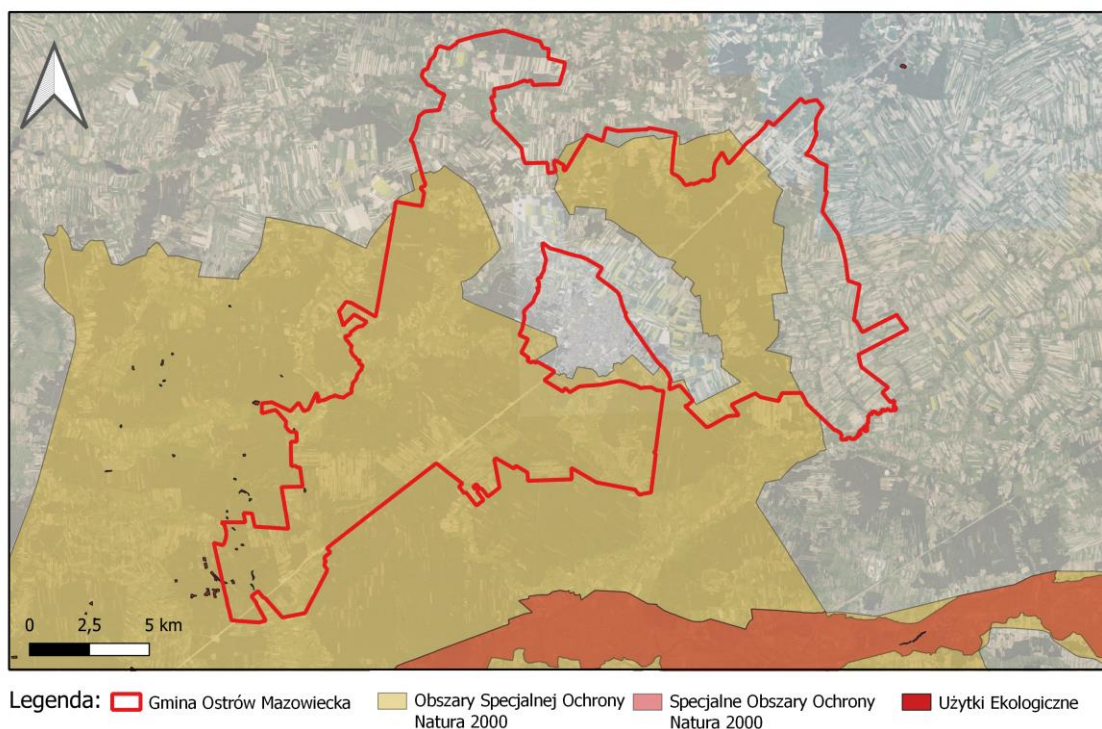 0 2,5 5 km
Legenda: Gmina Ostrów Mazowiecka Obszary Specjalnej Ochrony Specjalne Obszary Ochrony Użytki Ekologiczne
Natura 2000 Natura 2000